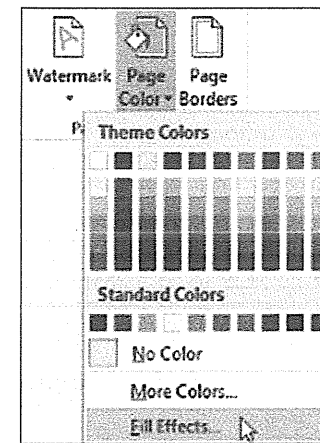 Watermark Page Page
Color Borders
P
Theme Colors
Standard Colors
No Color
More Colors...
Fill Effects...